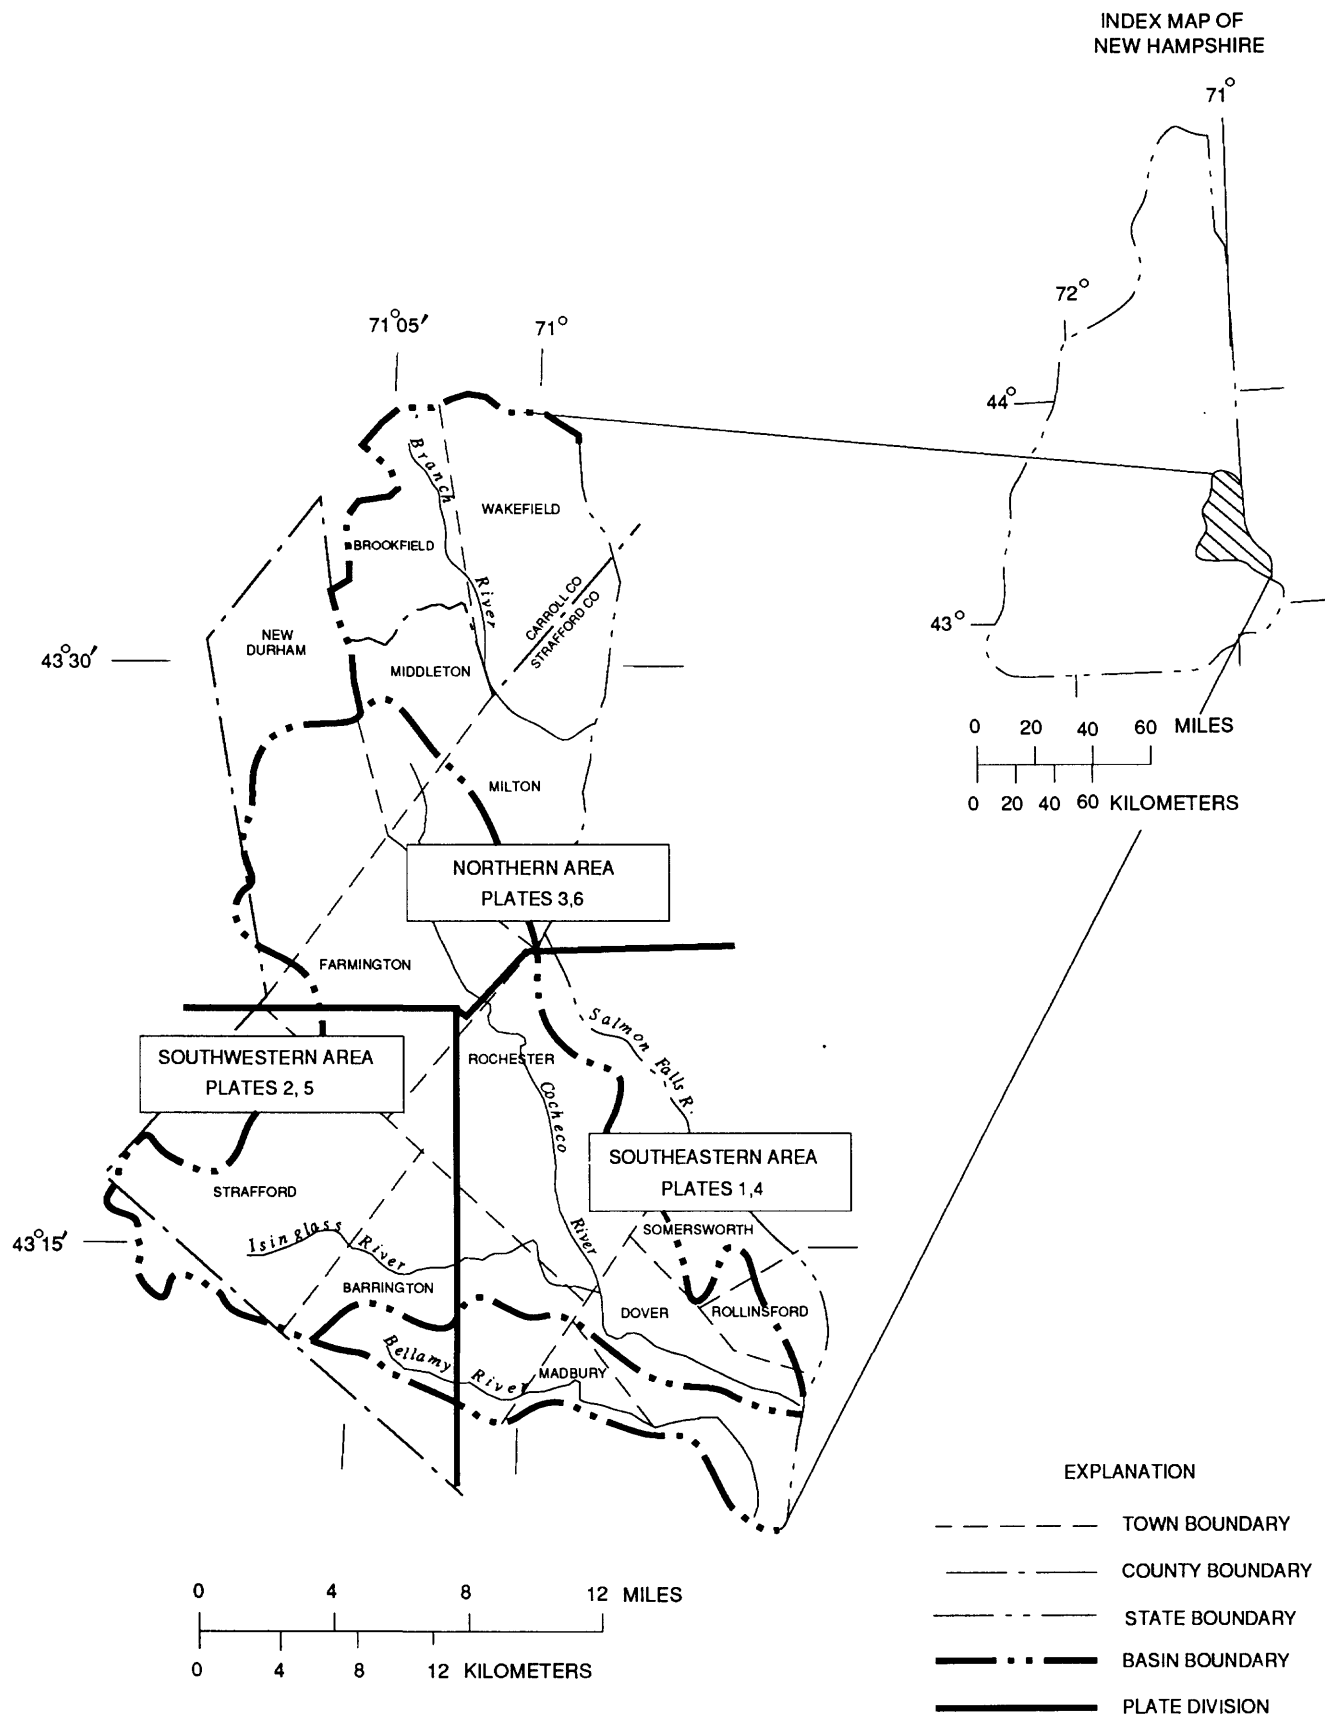 INDEX MAP OF
NEW HAMPSHIRE
71°
72°
44°
43°
0 20 40 60 MILES
0 20 40 60 KILOMETERS
71°05′ 71°
Branch
River
WAKEFIELD
BROOKFIELD
CARROLL CO
STRAFFORD CO
NEW
DURHAM
43°30′
MIDDLETON
MILTON
NORTHERN AREA
PLATES 3,6
FARMINGTON
SOUTHWESTERN AREA
PLATES 2, 5
ROCHESTER
Salmon Falls R.
Cocheco
River
SOUTHEASTERN AREA
PLATES 1,4
STRAFFORD
SOMERSWORTH
43°15′
Isinglass
River
BARRINGTON
DOVER
ROLLINSFORD
Bellamy
River
MADBURY
EXPLANATION
TOWN BOUNDARY
COUNTY BOUNDARY
STATE BOUNDARY
BASIN BOUNDARY
PLATE DIVISION
0 4 8 12 MILES
0 4 8 12 KILOMETERS